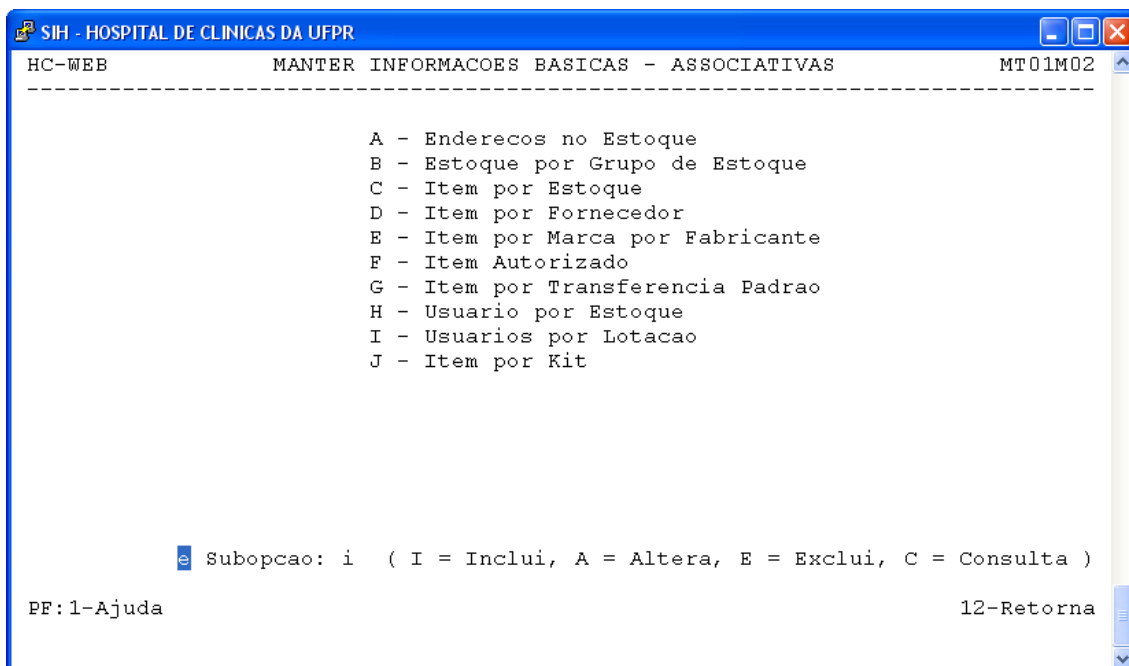 SIH - HOSPITAL DE CLINICAS DA UFPR
HC-WEB MANTER INFORMACOES BASICAS - ASSOCIATIVAS MT01M02
------------------------------------------------------------------------------
A - Enderecos no Estoque
B - Estoque por Grupo de Estoque
C - Item por Estoque
D - Item por Fornecedor
E - Item por Marca por Fabricante
F - Item Autorizado
G - Item por Transferencia Padrao
H - Usuario por Estoque
I - Usuarios por Lotacao
J - Item por Kit
e Subopcao: i ( I = Inclui, A = Altera, E = Exclui, C = Consulta )
PF:1-Ajuda 12-Retorna